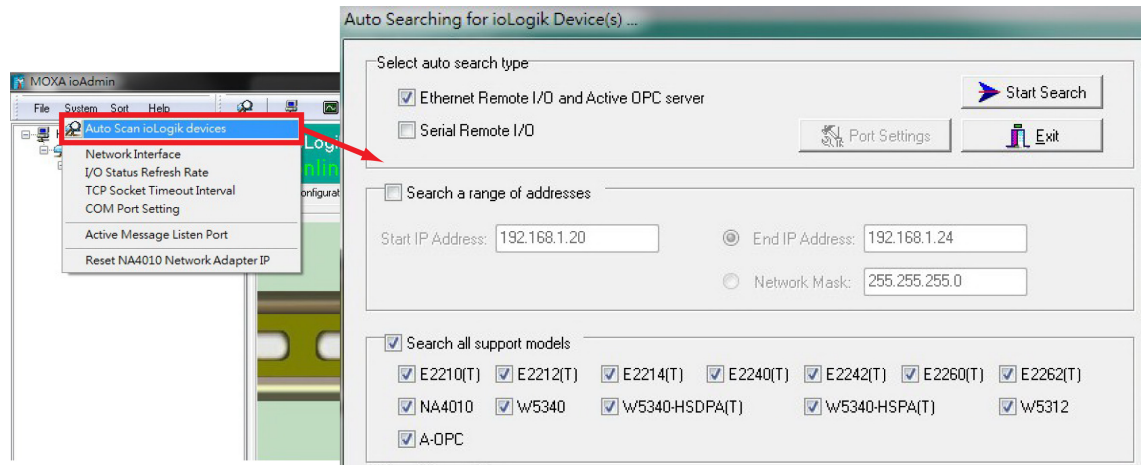 Auto Searching for ioLogik Device(s) ...
Select auto search type
Ethernet Remote I/O and Active OPC server
Start Search
Serial Remote I/O
Port Settings
Exit
Search a range of addresses
Start IP Address: 192.168.1.20
End IP Address: 192.168.1.24
Network Mask: 255.255.255.0
Search all support models
E2210(T) E2212(T) E2214(T) E2240(T) E2242(T) E2260(T) E2262(T)
NA4010 W5340 W5340-HSDPA(T) W5340-HSPA(T) W5312
A-OPC
MOXA ioAdmin
File System Sort Help
Auto Scan ioLogik devices
Network Interface
I/O Status Refresh Rate
TCP Socket Timeout Interval
COM Port Setting
Active Message Listen Port
Reset NA4010 Network Adapter IP